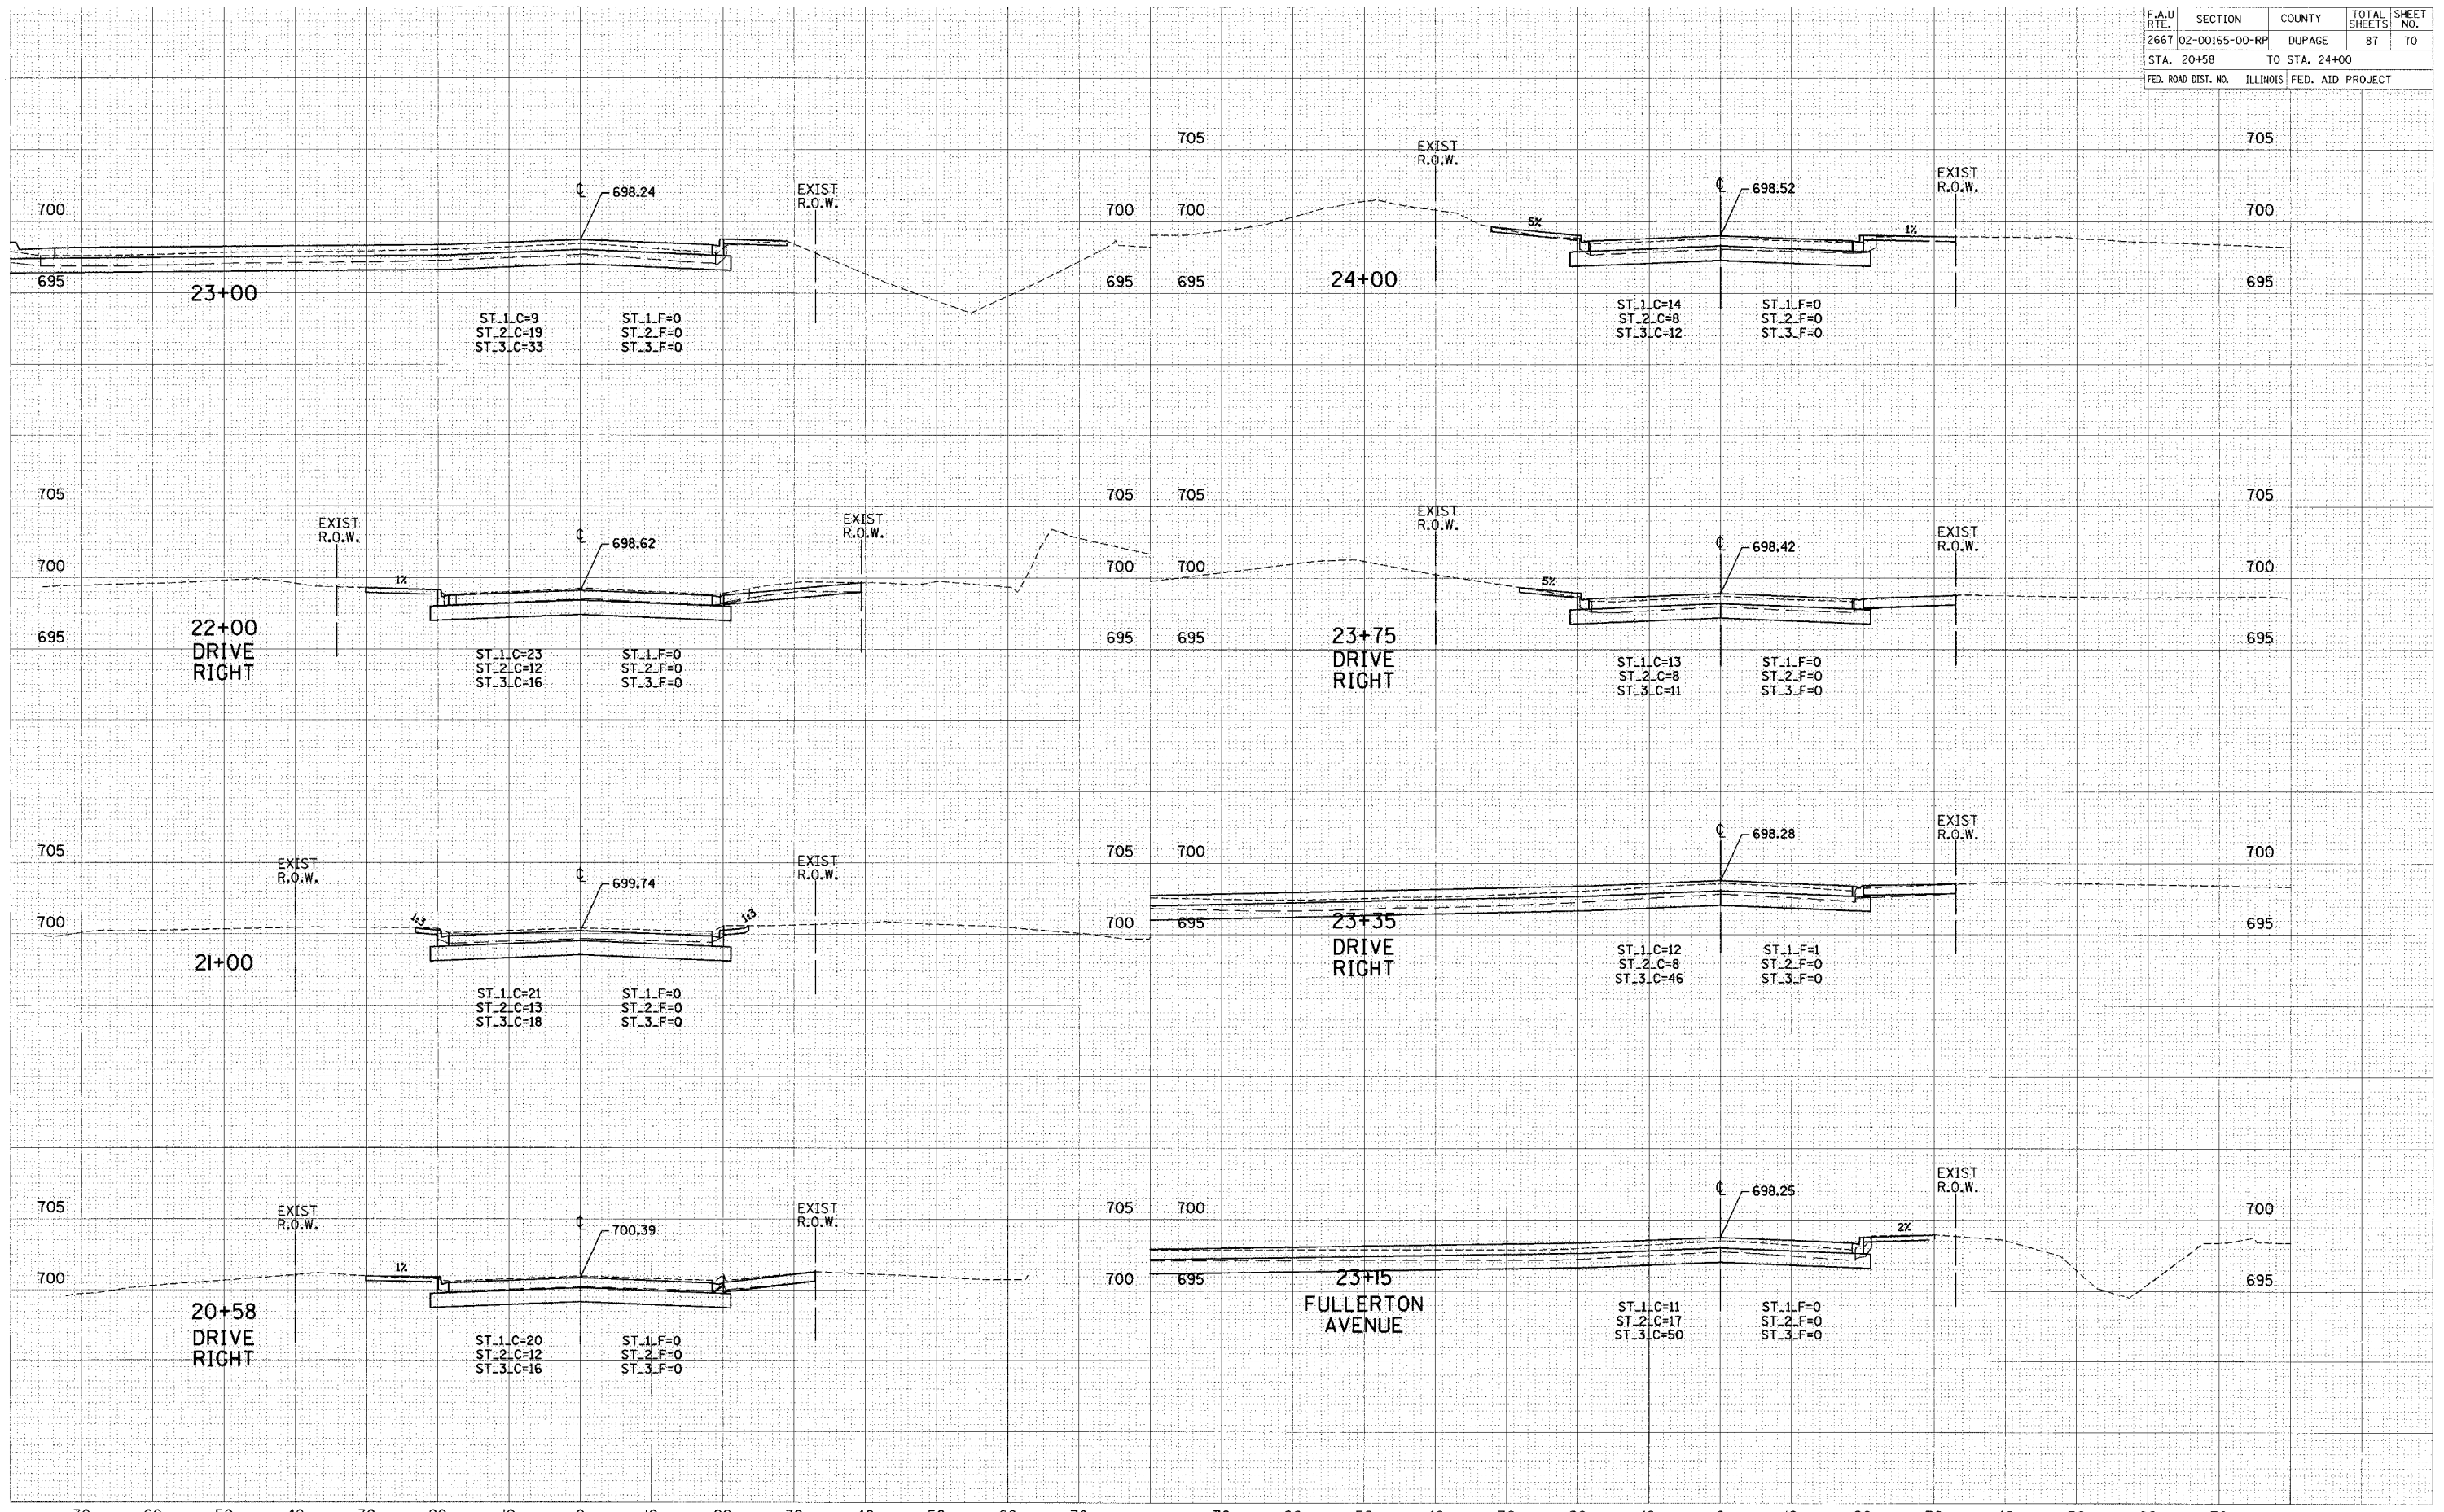 F.A.U RTE. SECTION COUNTY TOTAL SHEETS SHEET NO.
2667 02-00165-00-RP DUPAGE 87 70
STA. 20+58 TO STA. 24+00
FED. ROAD DIST. NO. ILLINOIS FED. AID PROJECT
700 700
695 695
℄ 698.24
EXIST
R.O.W.
23+00
ST_1_C=9 ST_1_F=0
ST_2_C=19 ST_2_F=0
ST_3_C=33 ST_3_F=0
705 705
700 700
695 695
EXIST
R.O.W.
5%
℄ 698.52
1%
EXIST
R.O.W.
24+00
ST_1_C=14 ST_1_F=0
ST_2_C=8 ST_2_F=0
ST_3_C=12 ST_3_F=0
705 705
700 700
695 695
EXIST
R.O.W.
1%
℄ 698.62
EXIST
R.O.W.
22+00
DRIVE
RIGHT
ST_1_C=23 ST_1_F=0
ST_2_C=12 ST_2_F=0
ST_3_C=16 ST_3_F=0
705 705
700 700
695 695
EXIST
R.O.W.
5%
℄ 698.42
EXIST
R.O.W.
23+75
DRIVE
RIGHT
ST_1_C=13 ST_1_F=0
ST_2_C=8 ST_2_F=0
ST_3_C=11 ST_3_F=0
705 705
700 700
EXIST
R.O.W.
1:3
℄ 699.74
1:3
EXIST
R.O.W.
21+00
ST_1_C=21 ST_1_F=0
ST_2_C=13 ST_2_F=0
ST_3_C=18 ST_3_F=0
700 700
695 695
℄ 698.28
EXIST
R.O.W.
23+35
DRIVE
RIGHT
ST_1_C=12 ST_1_F=1
ST_2_C=8 ST_2_F=0
ST_3_C=46 ST_3_F=0
705 705
700 700
EXIST
R.O.W.
1%
℄ 700.39
EXIST
R.O.W.
20+58
DRIVE
RIGHT
ST_1_C=20 ST_1_F=0
ST_2_C=12 ST_2_F=0
ST_3_C=16 ST_3_F=0
700 700
695 695
℄ 698.25
2%
EXIST
R.O.W.
23+15
FULLERTON
AVENUE
ST_1_C=11 ST_1_F=0
ST_2_C=17 ST_2_F=0
ST_3_C=50 ST_3_F=0